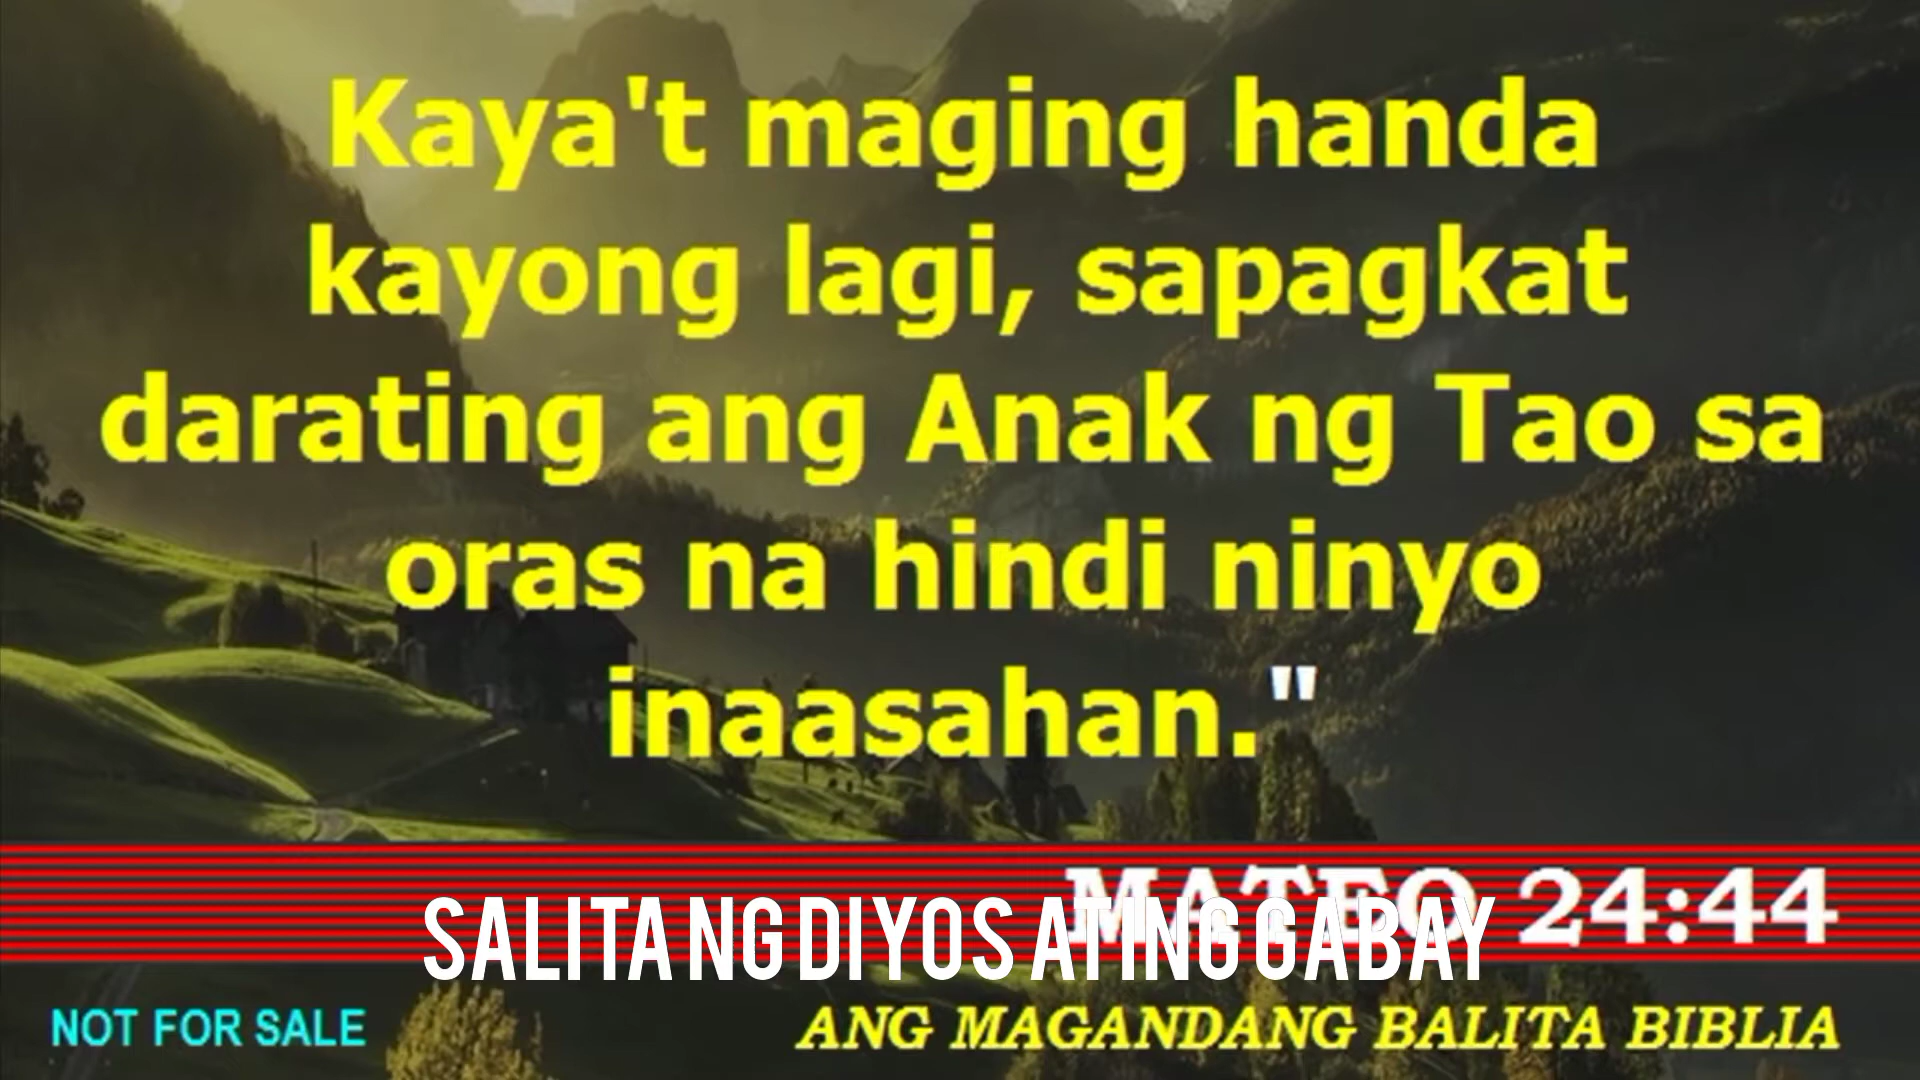 Kaya't maging handa
kayong lagi, sapagkat
darating ang Anak ng Tao sa
oras na hindi ninyo
inaasahan."
MATEO 24:44
SALITA NG DIYOS ATING GABAY
NOT FOR SALE
ANG MAGANDANG BALITA BIBLIA